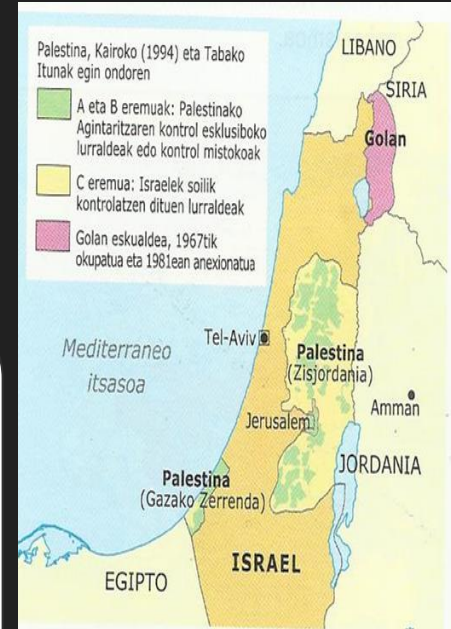 Palestina, Kairoko (1994) eta Tabako
Itunak egin ondoren
A eta B eremuak: Palestinako
Agintaritzaren kontrol esklusiboko
lurraldeak edo kontrol mistokoak
C eremua: Israelek soilik
kontrolatzen dituen lurraldeak
Golan eskualdea, 1967tik
okupatua eta 1981ean anexionatua
LIBANO
SIRIA
Golan
Mediterraneo
itsasoa
Tel-Aviv
Palestina
(Zisjordania)
Amman
Jerusalem
JORDANIA
Palestina
(Gazako Zerrenda)
ISRAEL
EGIPTO